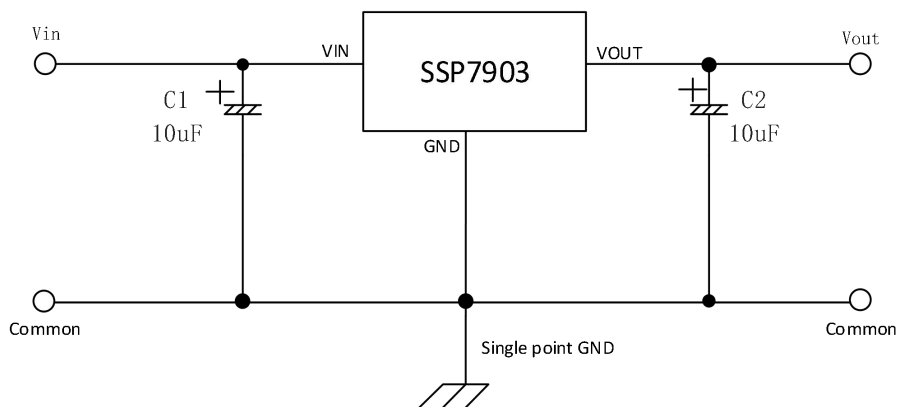 Vin
VIN
SSP7903
VOUT
Vout
C1
10uF
C2
10uF
GND
Common
Common
Single point GND